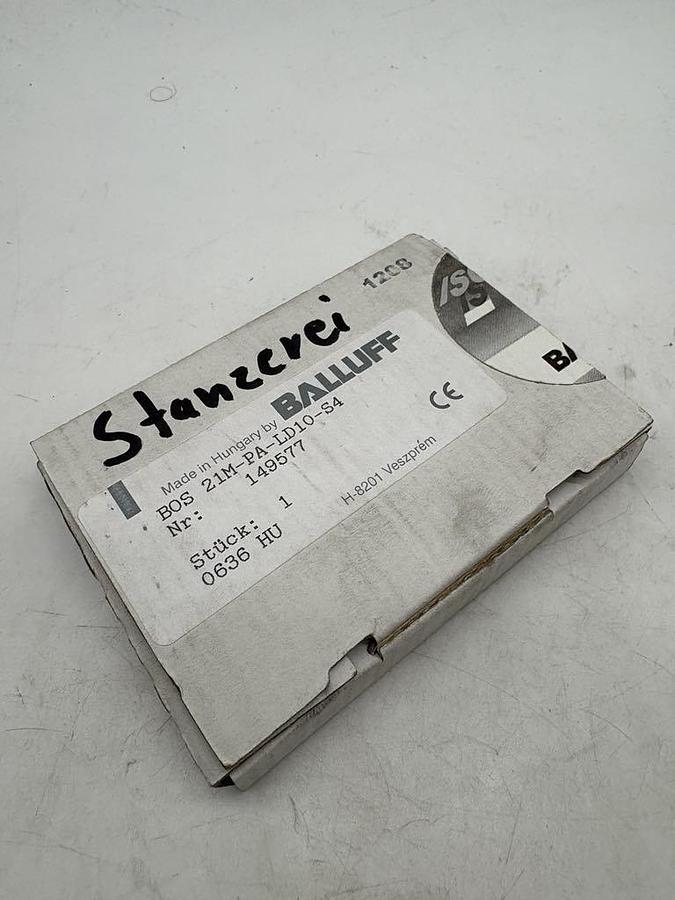 1208
ISO
BA
Stanzerei
Made in Hungary by BALLUFF
BOS 21M-PA-LD10-S4
Nr: 149577
Stück: 1
0636 HU
CE
H-8201 Veszprém